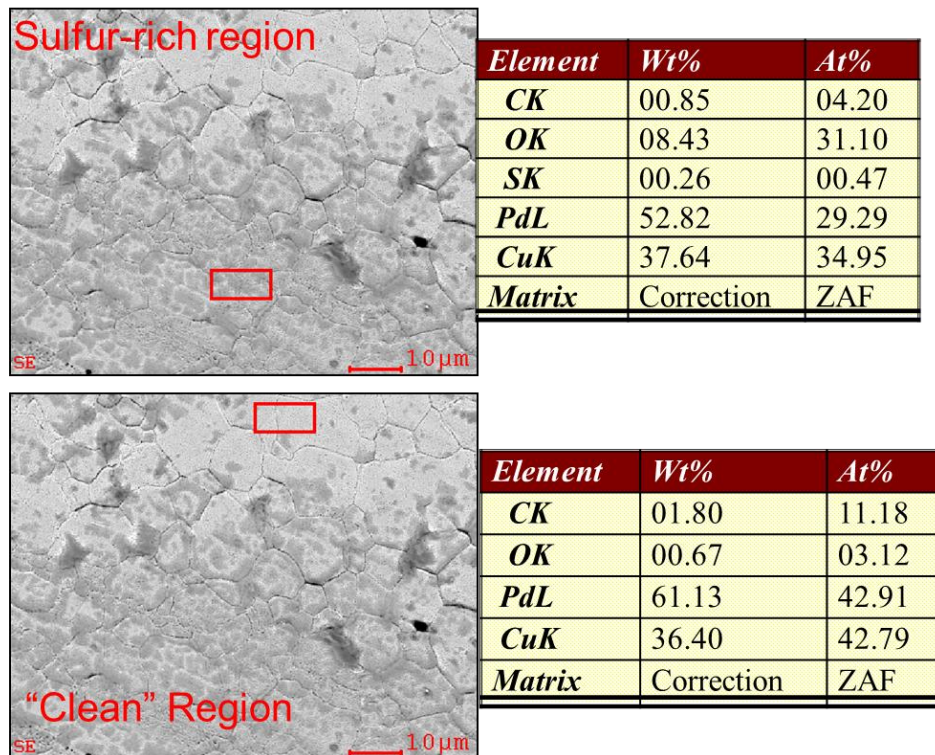 Sulfur-rich region
SE
10µm
Element Wt% At%
CK 00.85 04.20
OK 08.43 31.10
SK 00.26 00.47
PdL 52.82 29.29
CuK 37.64 34.95
Matrix Correction ZAF
"Clean" Region
SE
10µm
Element Wt% At%
CK 01.80 11.18
OK 00.67 03.12
PdL 61.13 42.91
CuK 36.40 42.79
Matrix Correction ZAF